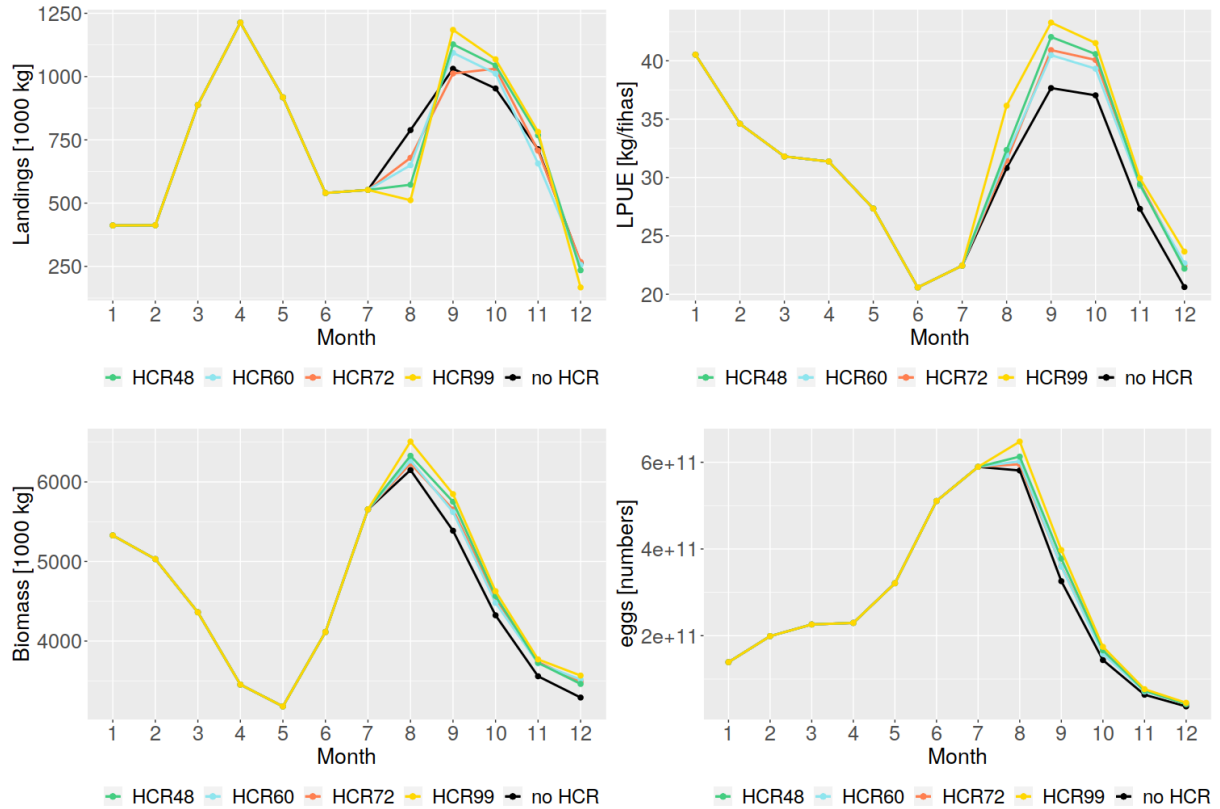 Landings [1000 kg]
1250
1000
750
500
250
1 2 3 4 5 6 7 8 9 10 11 12
Month
HCR48 HCR60 HCR72 HCR99 no HCR
LPUE [kg/fihas]
40
35
30
25
20
1 2 3 4 5 6 7 8 9 10 11 12
Month
HCR48 HCR60 HCR72 HCR99 no HCR
Biomass [1000 kg]
6000
5000
4000
1 2 3 4 5 6 7 8 9 10 11 12
Month
HCR48 HCR60 HCR72 HCR99 no HCR
eggs [numbers]
6e+11
4e+11
2e+11
1 2 3 4 5 6 7 8 9 10 11 12
Month
HCR48 HCR60 HCR72 HCR99 no HCR